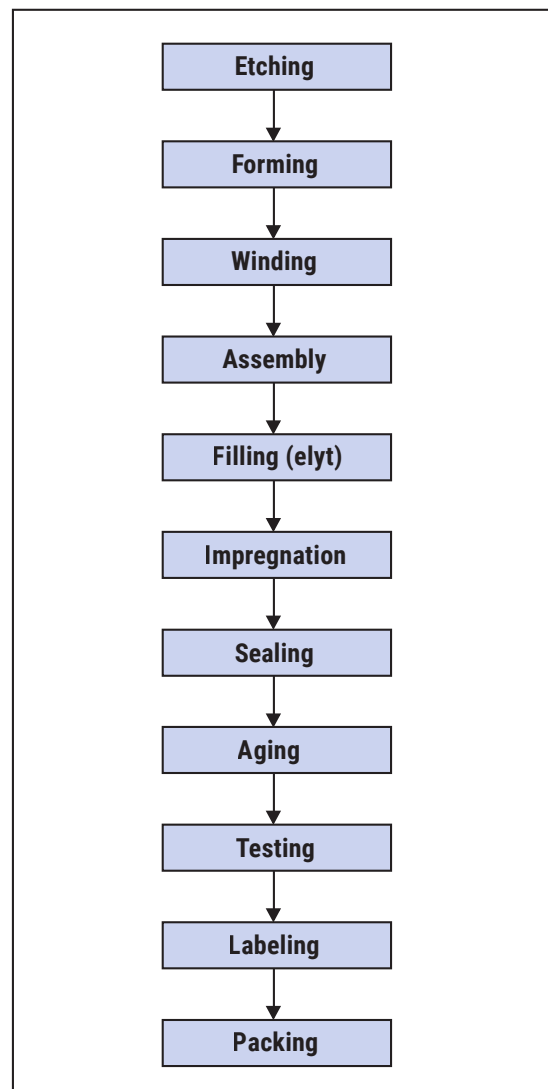 Etching
Forming
Winding
Assembly
Filling (elyt)
Impregnation
Sealing
Aging
Testing
Labeling
Packing